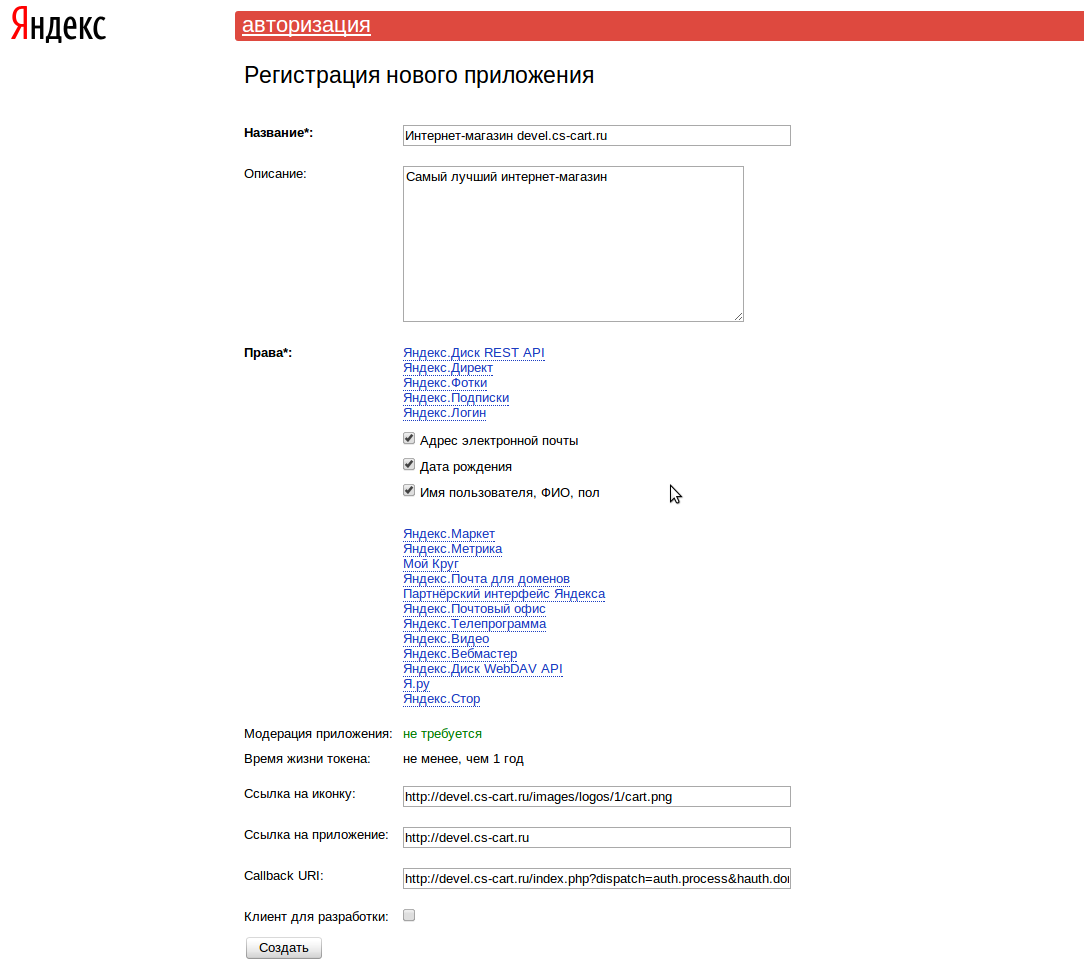 Яндекс
авторизация
Регистрация нового приложения
Название*: Интернет-магазин devel.cs-cart.ru
Описание: Самый лучший интернет-магазин
Права*: Яндекс.Диск REST API
Яндекс.Директ
Яндекс.Фотки
Яндекс.Подписки
Яндекс.Логин
Адрес электронной почты
Дата рождения
Имя пользователя, ФИО, пол
Яндекс.Маркет
Яндекс.Метрика
Мой Круг
Яндекс.Почта для доменов
Партнёрский интерфейс Яндекса
Яндекс.Почтовый офис
Яндекс.Телепрограмма
Яндекс.Видео
Яндекс.Вебмастер
Яндекс.Диск WebDAV API
Я.ру
Яндекс.Стор
Модерация приложения: не требуется
Время жизни токена: не менее, чем 1 год
Ссылка на иконку: http://devel.cs-cart.ru/images/logos/1/cart.png
Ссылка на приложение: http://devel.cs-cart.ru
Callback URI: http://devel.cs-cart.ru/index.php?dispatch=auth.process&hauth.do
Клиент для разработки:
Создать